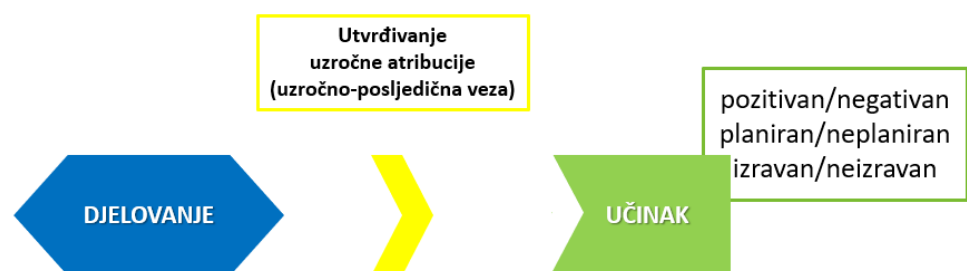 Utvrđivanje
uzročne atribucije
(uzročno-posljedična veza)
pozitivan/negativan
planiran/neplaniran
izravan/neizravan
DJELOVANJE
UČINAK